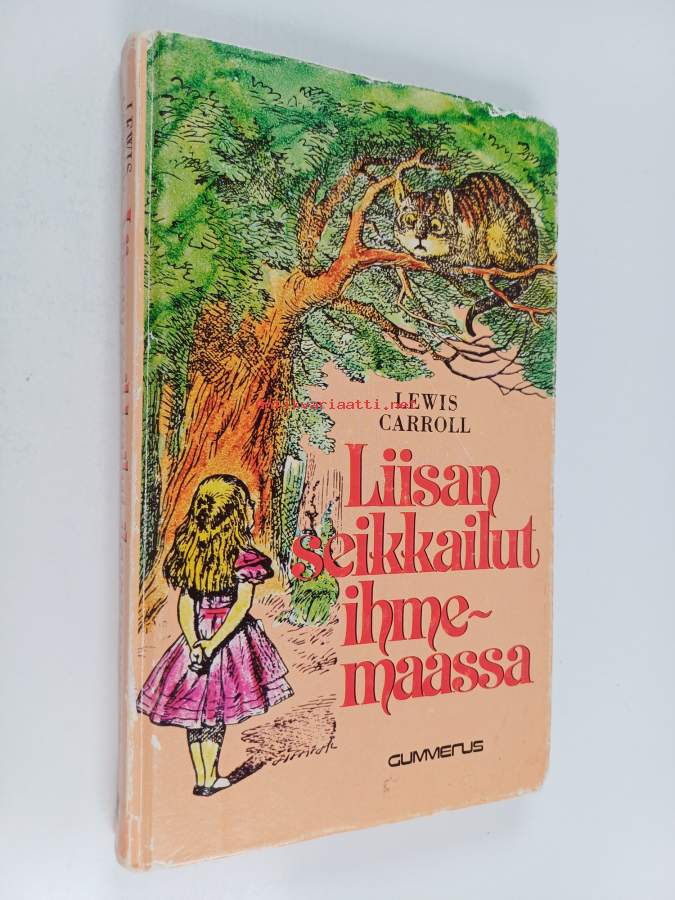 LEWIS
LEWIS
CARROLL
Liisan
seikkailut
ihme-
maassa
GUMMERUS